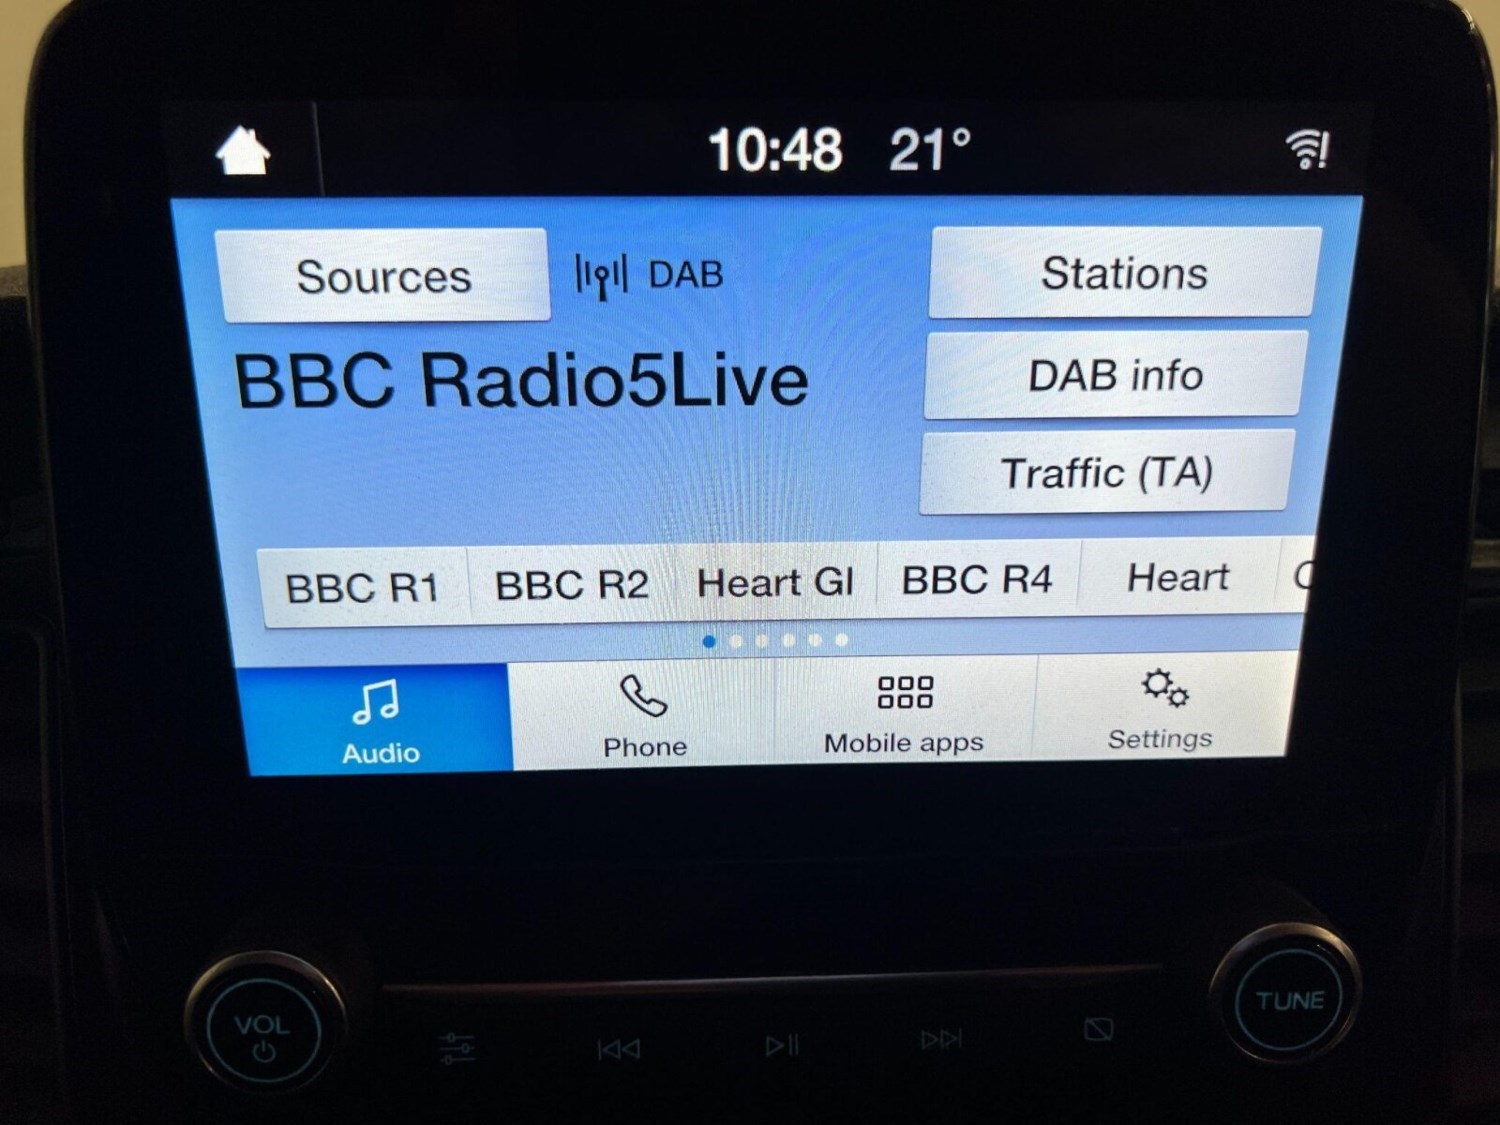 10:48 21°
Sources DAB Stations
BBC Radio5Live
DAB info
Traffic (TA)
BBC R1 BBC R2 Heart Gl BBC R4 Heart
Audio Phone Mobile apps Settings
VOL
TUNE